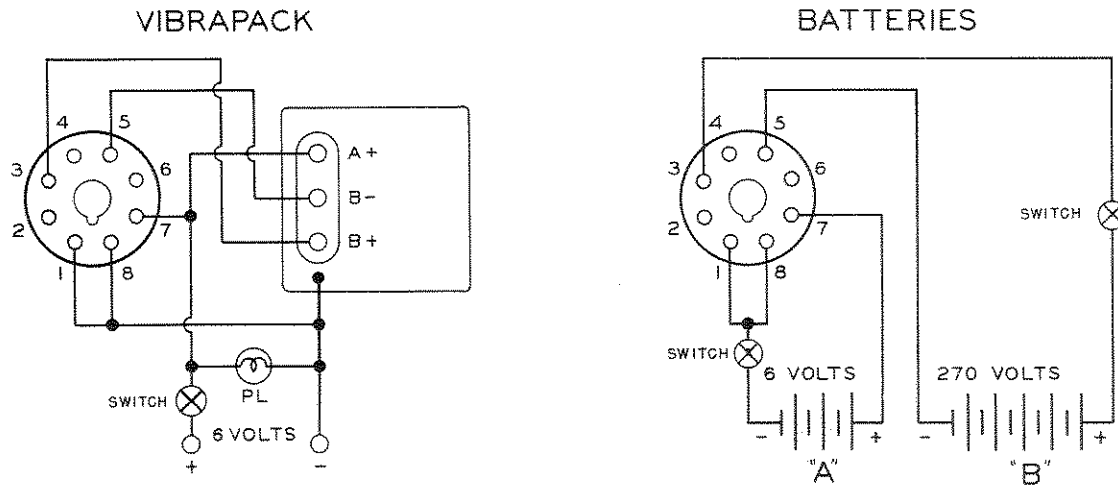 VIBRAPACK
4
5
3
6
2
7
1
8
A+
B-
B+
SWITCH
PL
6 VOLTS
+
-
BATTERIES
4
5
3
6
2
7
1
8
SWITCH
SWITCH
6 VOLTS
270 VOLTS
-
+
-
+
"A"
"B"